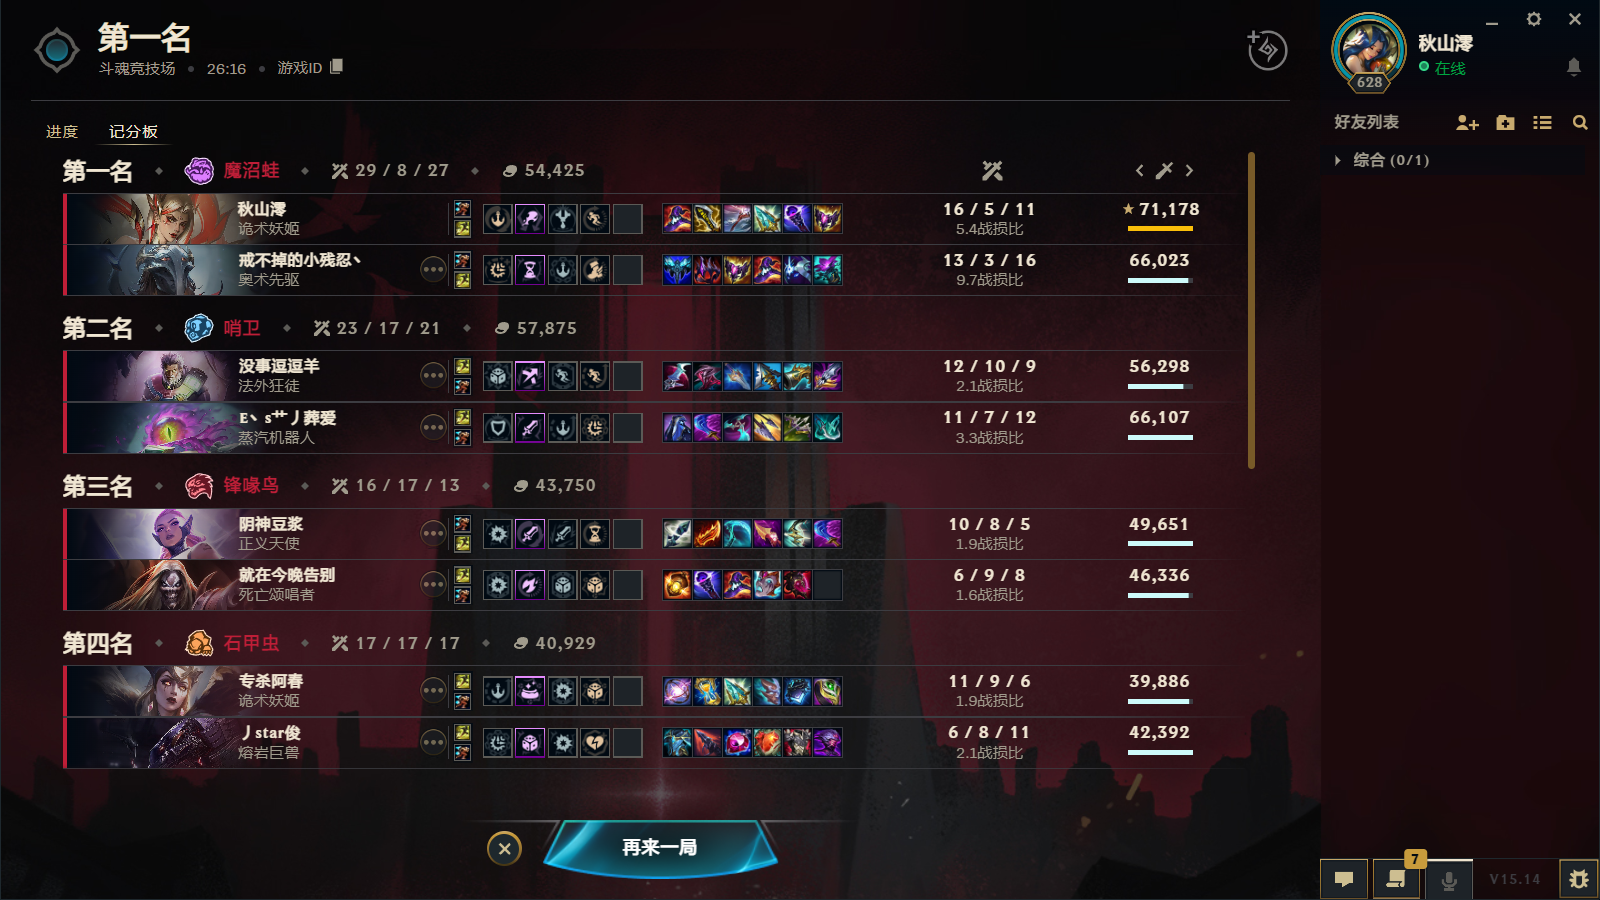 第一名
斗魂竞技场 • 26:16 • 游戏ID
进度 记分板
第一名 魔沼蛙 29 / 8 / 27 54,425
秋山澪
诡术妖姬
16 / 5 / 11
5.4战损比
71,178
戒不掉的小残忍丶
奥术先驱
13 / 3 / 16
9.7战损比
66,023
第二名 哨卫 23 / 17 / 21 57,875
没事逗逗羊
法外狂徒
12 / 10 / 9
2.1战损比
56,298
E丶s艹丿葬爱
蒸汽机器人
11 / 7 / 12
3.3战损比
66,107
第三名 锋喙鸟 16 / 17 / 13 43,750
阴神豆浆
正义天使
10 / 8 / 5
1.9战损比
49,651
就在今晚告别
死亡颂唱者
6 / 9 / 8
1.6战损比
46,336
第四名 石甲虫 17 / 17 / 17 40,929
专杀阿春
诡术妖姬
11 / 9 / 6
1.9战损比
39,886
丿star俊
熔岩巨兽
6 / 8 / 11
2.1战损比
42,392
再来一局
秋山澪
在线
628
好友列表
综合 (0/1)
7
V15.14